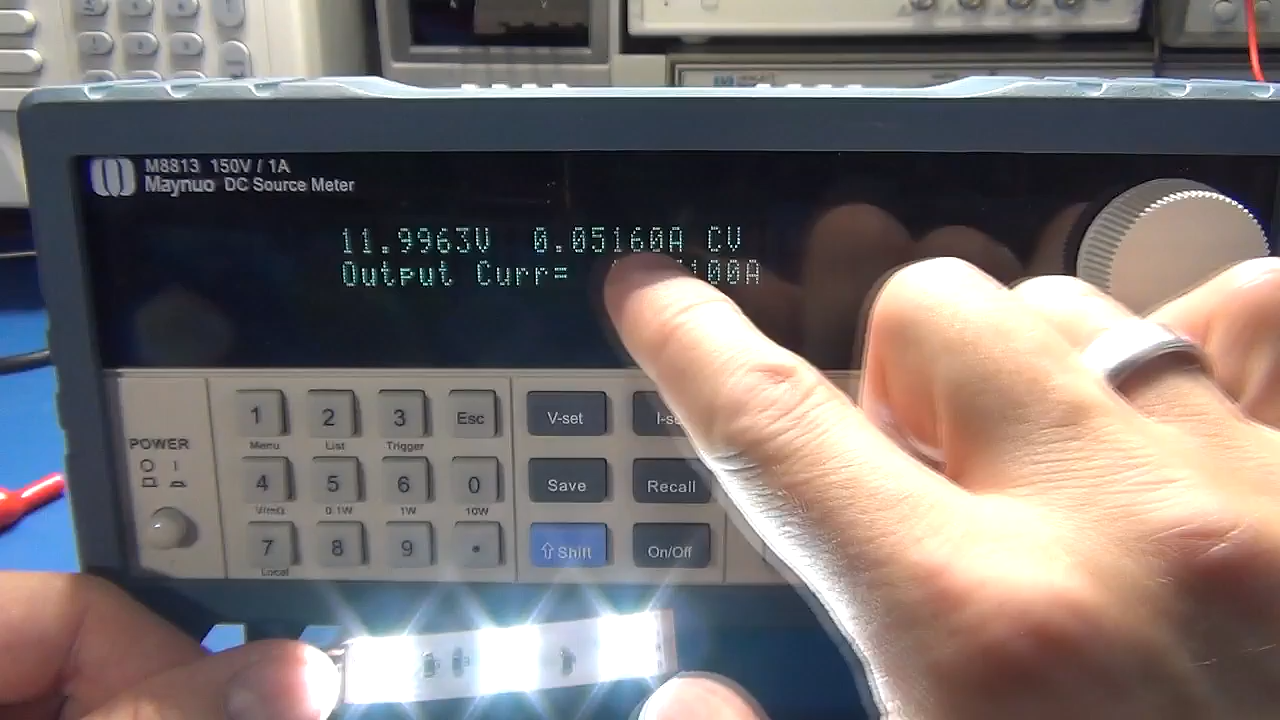 M8813 150V / 1A
Maynuo DC Source Meter
11.9963V 0.05160A CV
Output Curr= 100A
POWER
1 2 3 Esc
Menu List Trigger
4 5 6 0
V/mΩ 0.1W 1W 10W
7 8 9 .
Local
V-set
Save Recall
⇧Shift On/Off